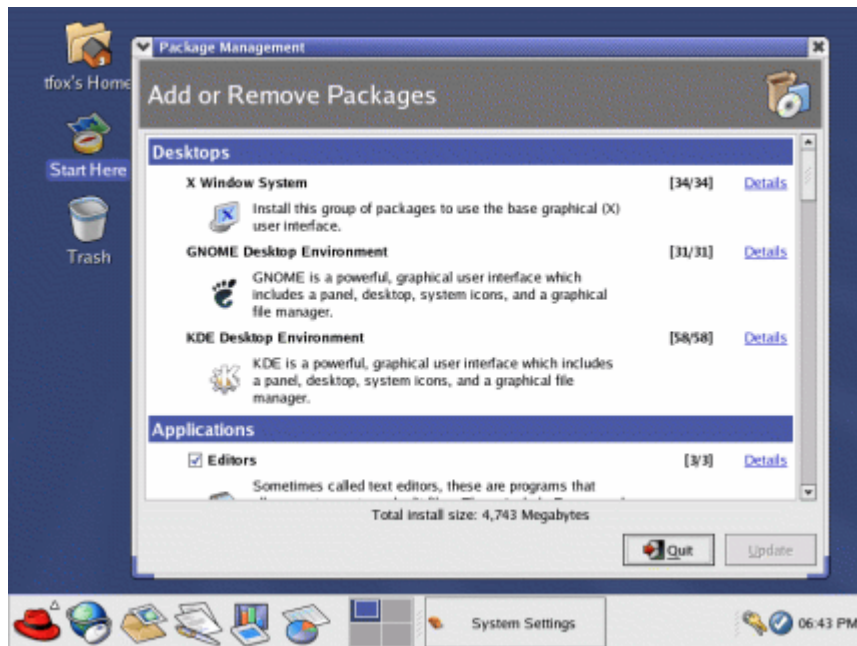 tfox's Home
Start Here
Trash
Package Management
Add or Remove Packages
Desktops
X Window System [34/34] Details
Install this group of packages to use the base graphical (X)
user interface.
GNOME Desktop Environment [31/31] Details
GNOME is a powerful, graphical user interface which
includes a panel, desktop, system icons, and a graphical
file manager.
KDE Desktop Environment [58/58] Details
KDE is a powerful, graphical user interface which includes
a panel, desktop, system icons, and a graphical file
manager.
Applications
Editors [3/3] Details
Sometimes called text editors, these are programs that
Total install size: 4,743 Megabytes
Quit Update
System Settings 06:43 PM